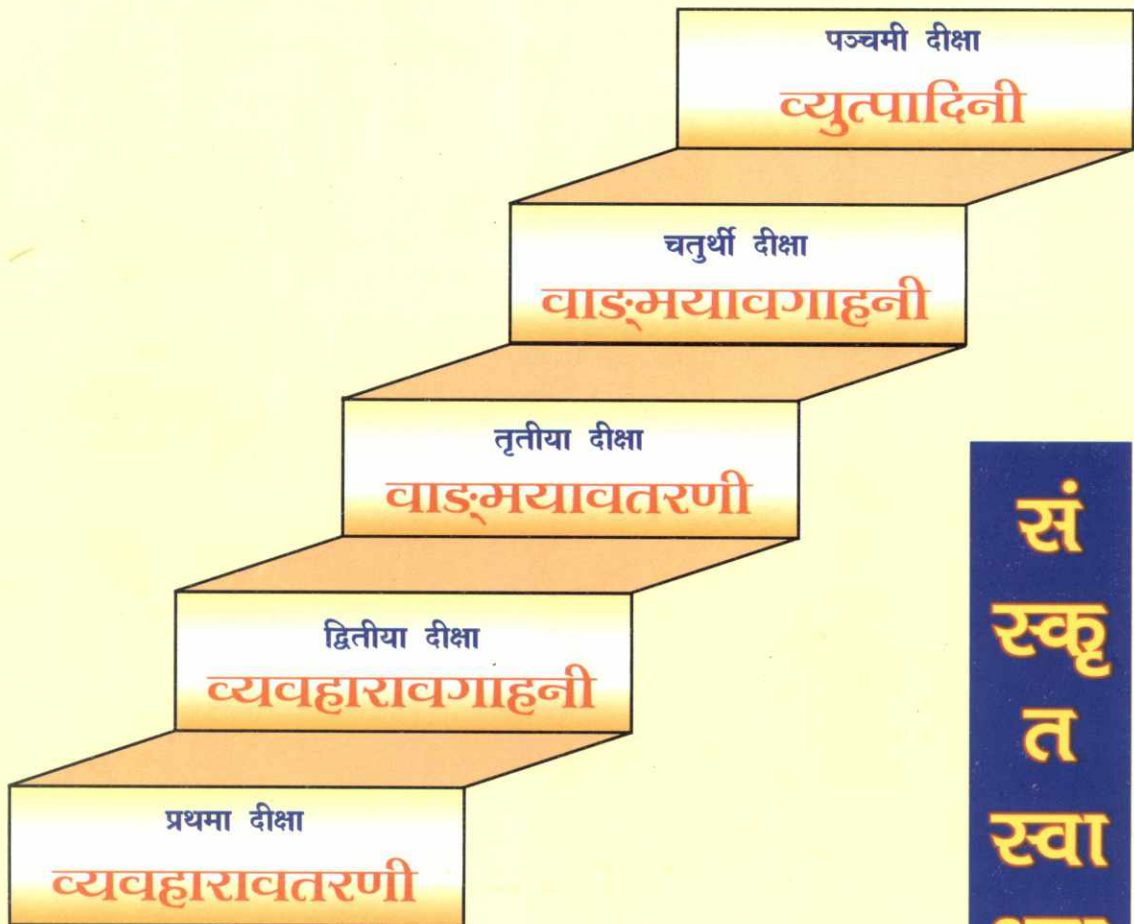 पञ्चमी दीक्षा
व्युत्पादिनी
चतुर्थी दीक्षा
वाङ्मयावगाहनी
तृतीया दीक्षा
वाङ्मयावतरणी
द्वितीया दीक्षा
व्यवहारावगाहनी
प्रथमा दीक्षा
व्यवहारावतरणी
सं
स्कृ
त
स्वा